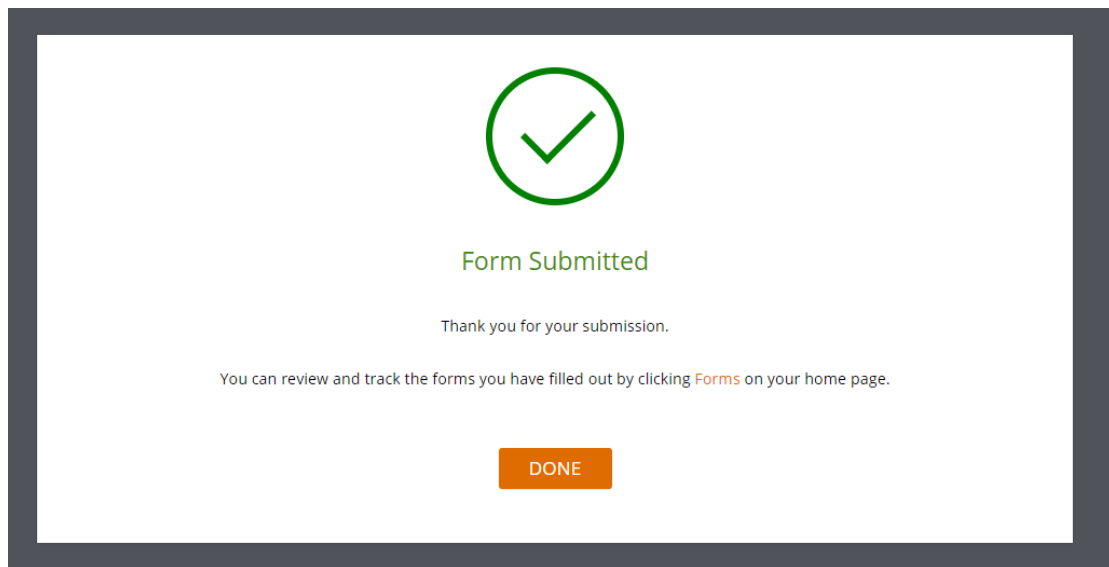 Form Submitted
Thank you for your submission.
You can review and track the forms you have filled out by clicking Forms on your home page.
DONE